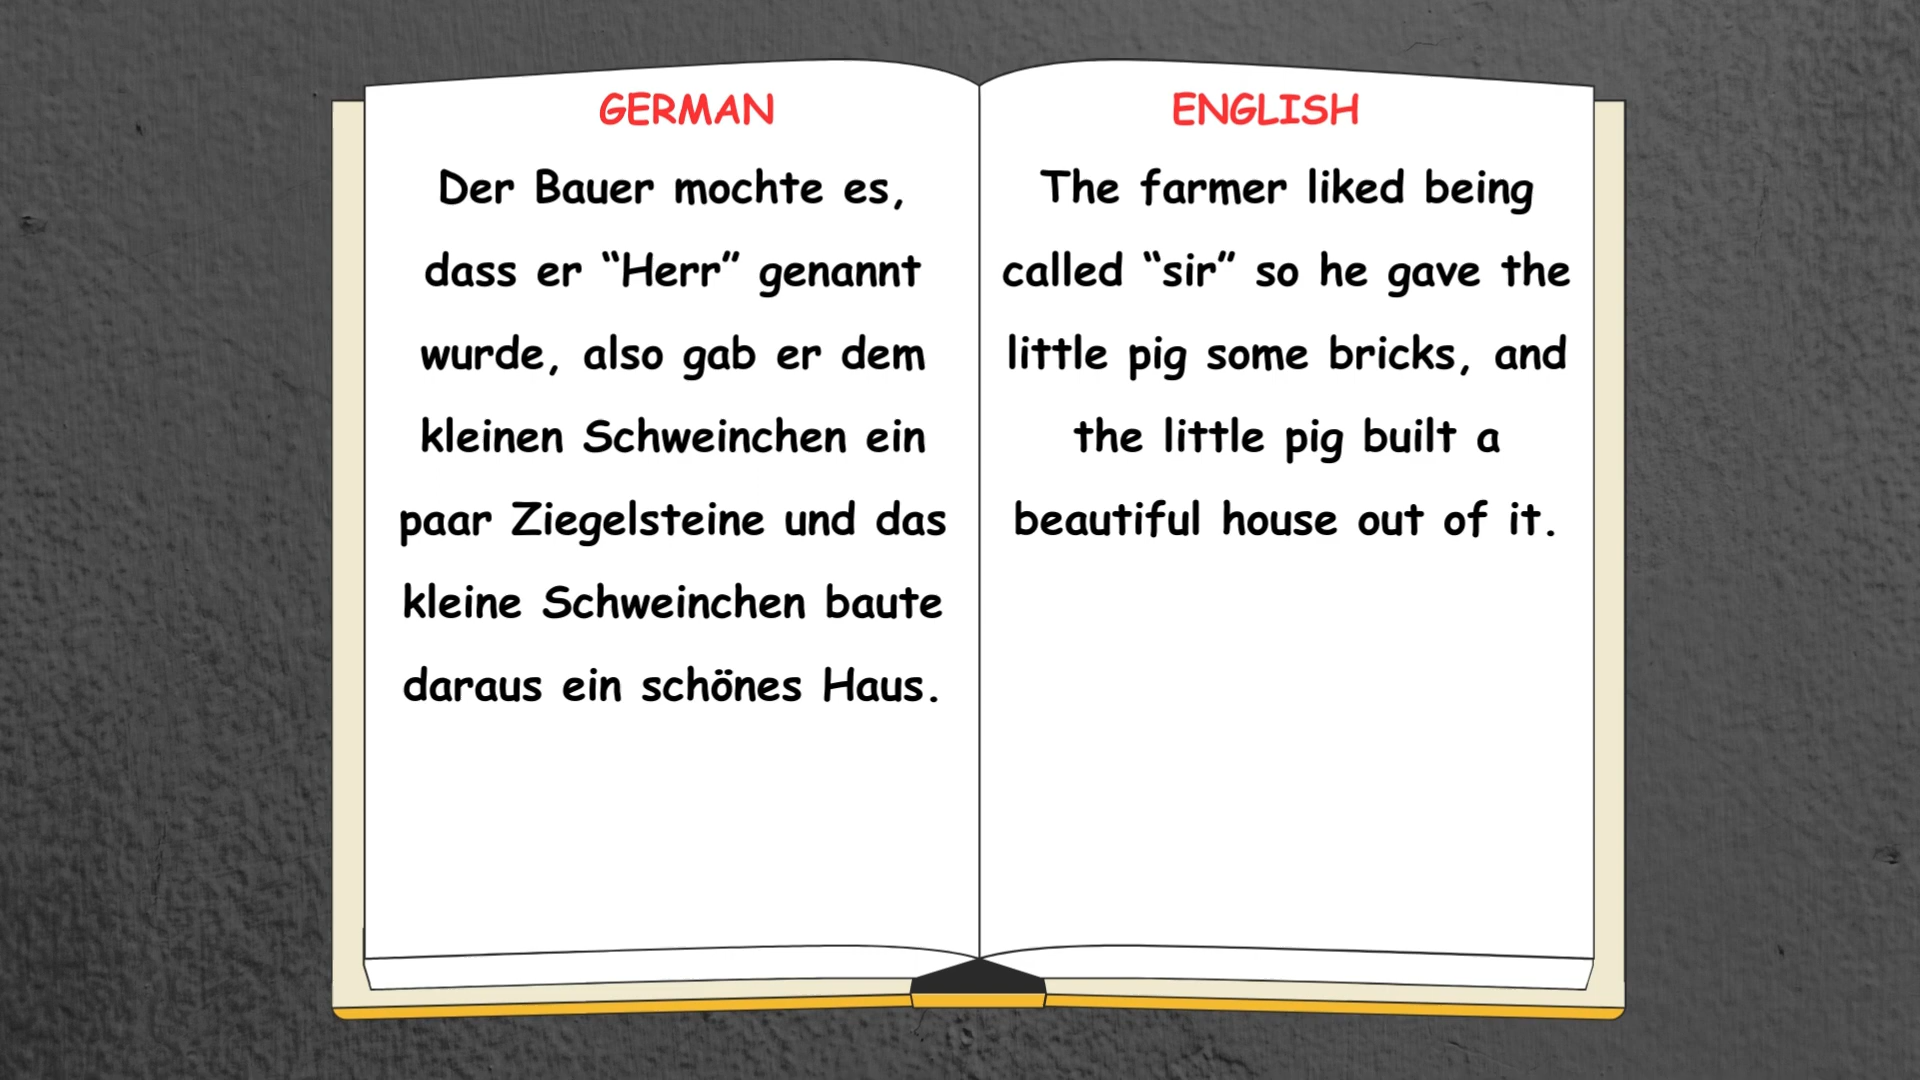 GERMAN
Der Bauer mochte es,
dass er “Herr” genannt
wurde, also gab er dem
kleinen Schweinchen ein
paar Ziegelsteine und das
kleine Schweinchen baute
daraus ein schönes Haus.
ENGLISH
The farmer liked being
called “sir” so he gave the
little pig some bricks, and
the little pig built a
beautiful house out of it.